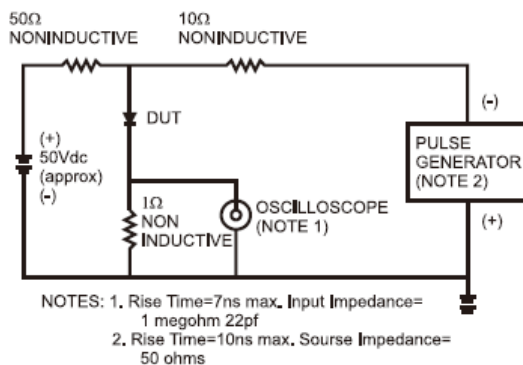 50Ω
NONINDUCTIVE
10Ω
NONINDUCTIVE
(+)
50Vdc
(approx)
(-)
DUT
1Ω
NON
INDUCTIVE
OSCILLOSCOPE
(NOTE 1)
(-)
PULSE
GENERATOR
(NOTE 2)
(+)
NOTES: 1. Rise Time=7ns max. Input Impedance=
1 megohm 22pf
2. Rise Time=10ns max. Sourse Impedance=
50 ohms